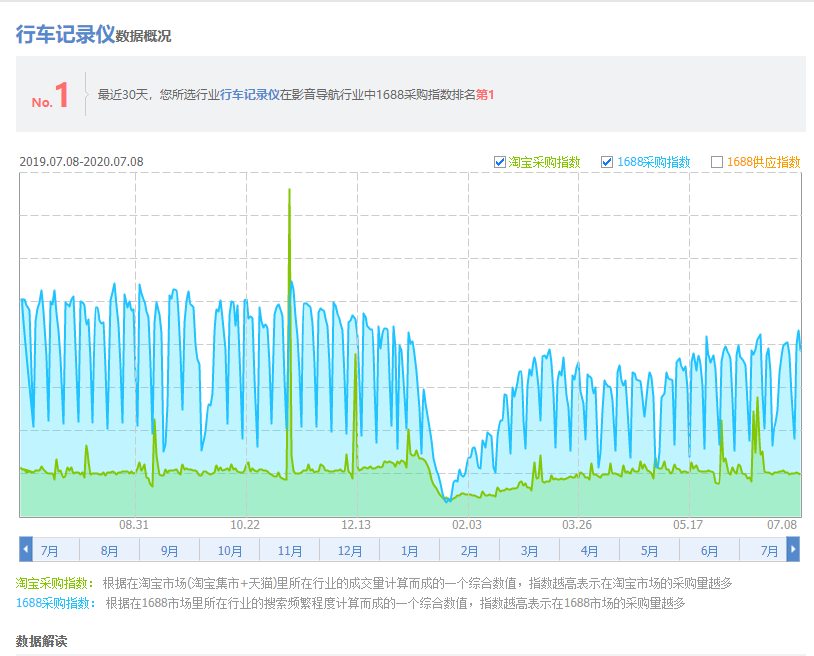 行车记录仪数据概况
No.1 最近30天，您所选行业行车记录仪在影音导航行业中1688采购指数排名第1
2019.07.08-2020.07.08 淘宝采购指数 1688采购指数 1688供应指数
08.31 10.22 12.13 02.03 03.26 05.17 07.08
7月 8月 9月 10月 11月 12月 1月 2月 3月 4月 5月 6月 7月
淘宝采购指数： 根据在淘宝市场(淘宝集市+天猫)里所在行业的成交量计算而成的一个综合数值，指数越高表示在淘宝市场的采购量越多
1688采购指数： 根据在1688市场里所在行业的搜索频繁程度计算而成的一个综合数值，指数越高表示在1688市场的采购量越多
数据解读